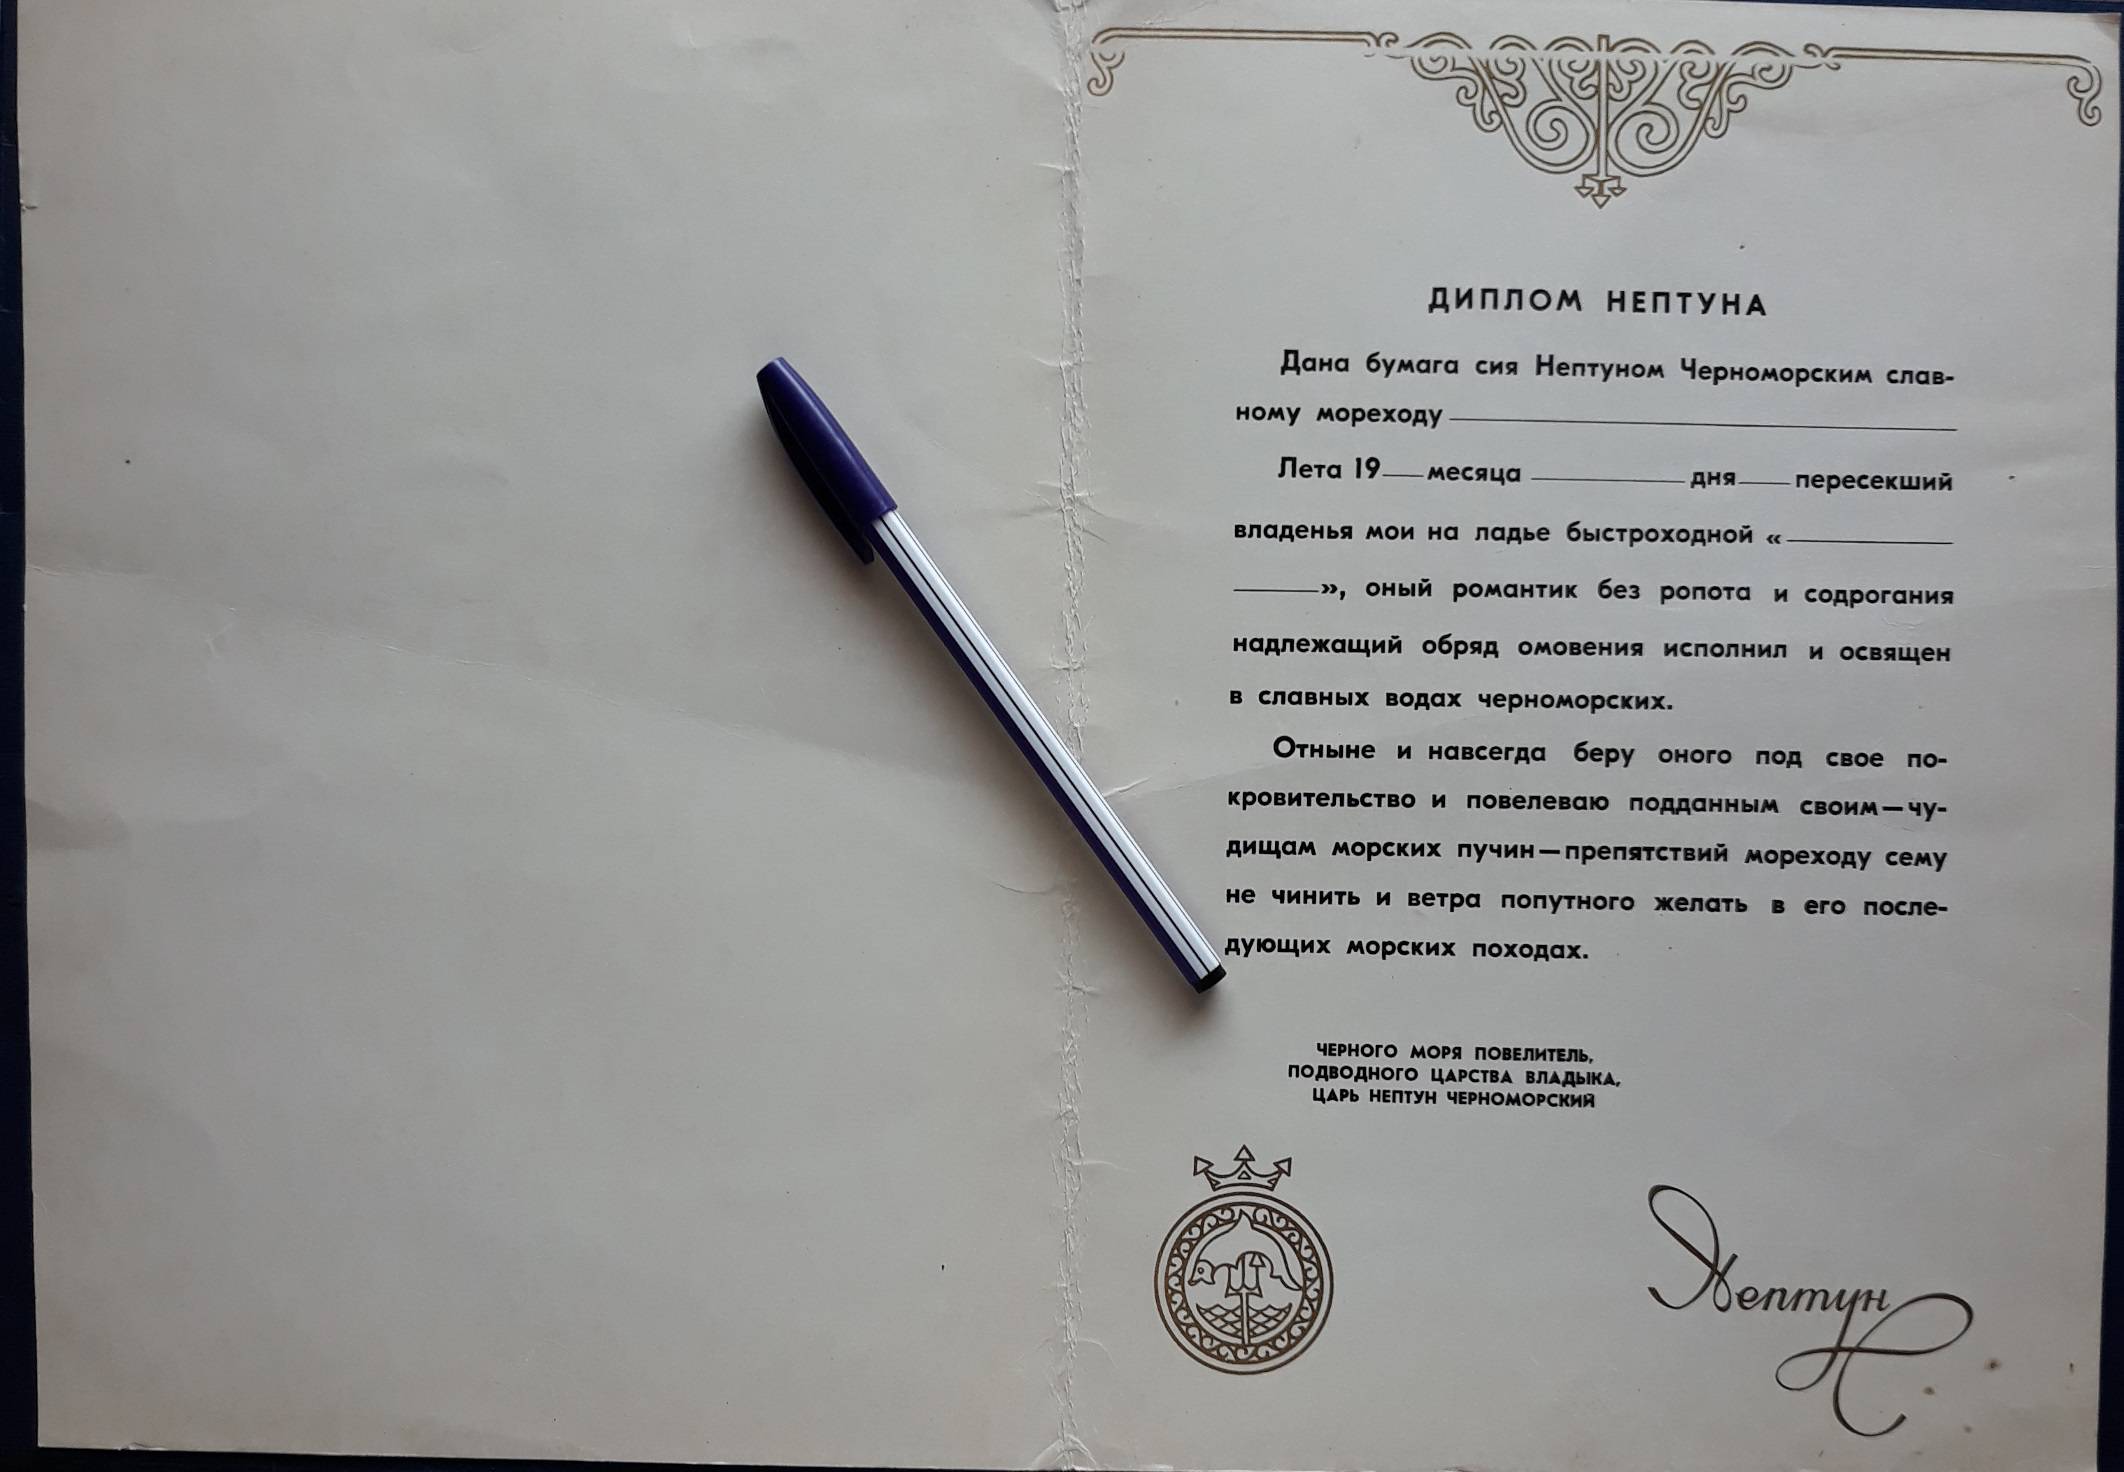 ДИПЛОМ НЕПТУНА
Дана бумага сия Нептуном Черноморским слав-
ному мореходу
Лета 19 месяца дня пересекший
владенья мои на ладье быстроходной «
», оный романтик без ропота и содрогания
надлежащий обряд омовения исполнил и освящен
в славных водах черноморских.
Отныне и навсегда беру оного под свое по-
кровительство и повелеваю подданным своим—чу-
дищам морских пучин—препятствий мореходу сему
не чинить и ветра попутного желать в его после-
дующих морских походах.
ЧЕРНОГО МОРЯ ПОВЕЛИТЕЛЬ,
ПОДВОДНОГО ЦАРСТВА ВЛАДЫКА,
ЦАРЬ НЕПТУН ЧЕРНОМОРСКИЙ
Нептун